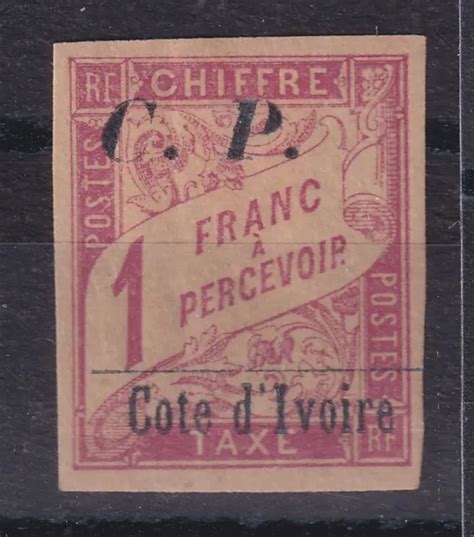 RF CHIFFRE
POSTES
C. P.
1 FRANC
À
PERCEVOIR
POSTES
Cote d'Ivoire
TAXE RF